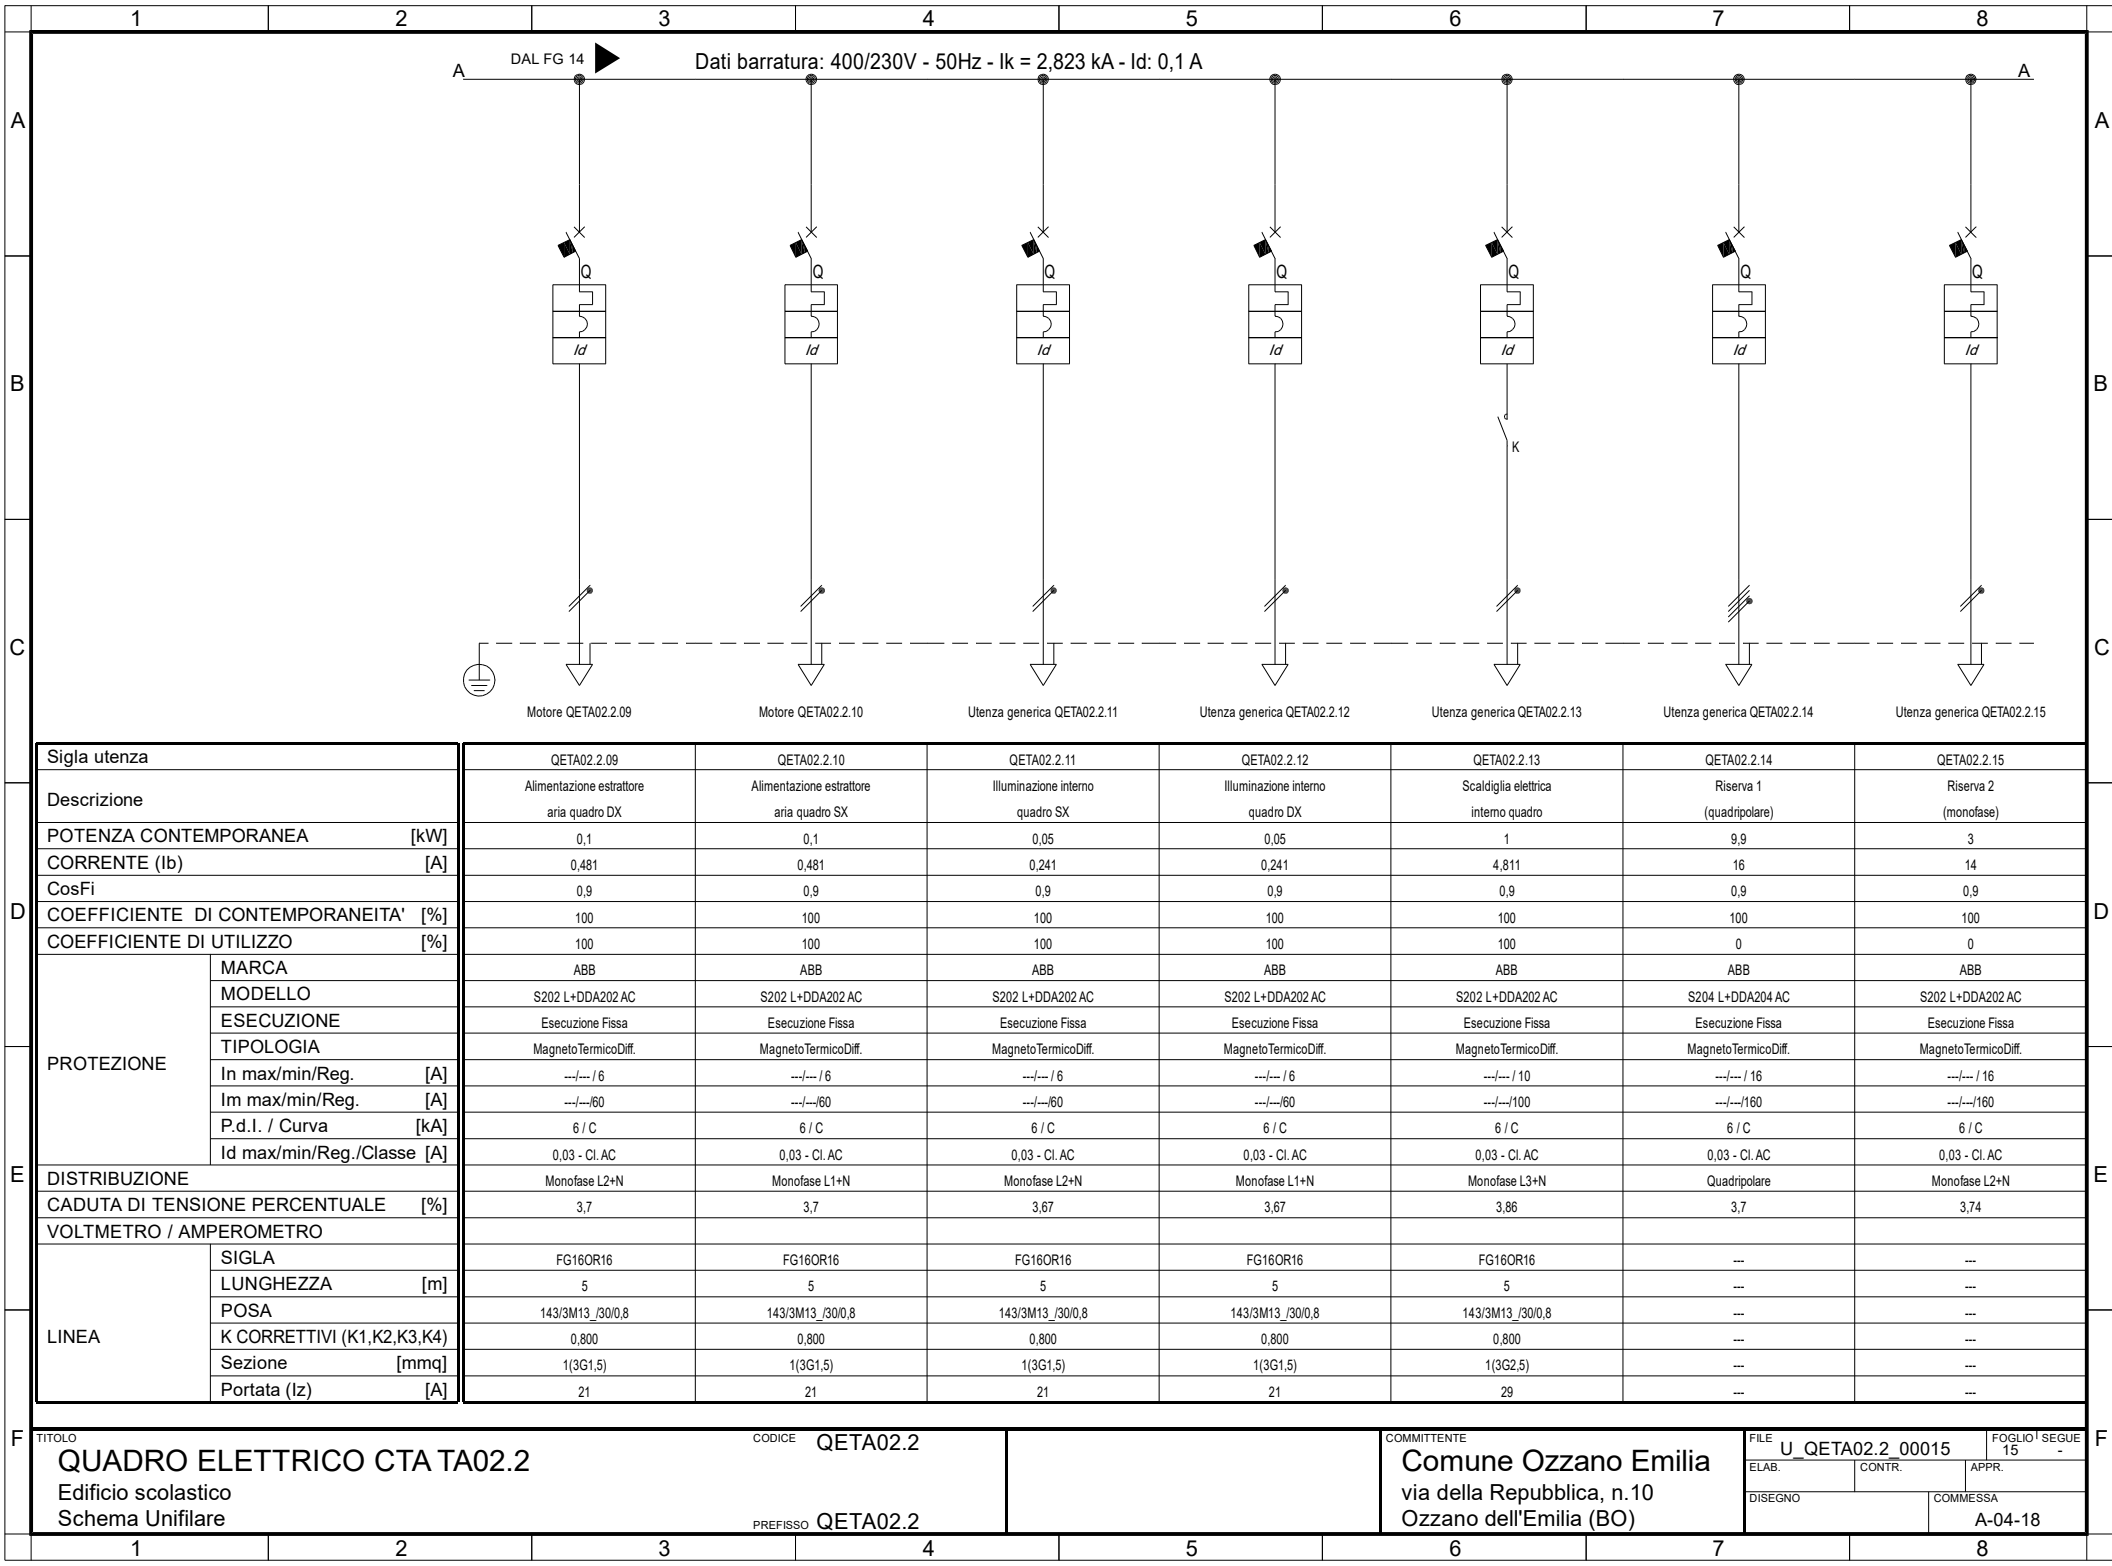 1 2 3 4 5 6 7 8
DAL FG 14 Dati barratura: 400/230V - 50Hz - Ik = 2,823 kA - Id: 0,1 A
A A
A A
Q Q Q Q Q Q Q
Id Id Id Id Id Id Id
B B
K
C C
Motore QETA02.2.09 Motore QETA02.2.10 Utenza generica QETA02.2.11 Utenza generica QETA02.2.12 Utenza generica QETA02.2.13 Utenza generica QETA02.2.14 Utenza generica QETA02.2.15
Sigla utenza QETA02.2.09 QETA02.2.10 QETA02.2.11 QETA02.2.12 QETA02.2.13 QETA02.2.14 QETA02.2.15
Descrizione Alimentazione estrattore Alimentazione estrattore Illuminazione interno Illuminazione interno Scaldiglia elettrica Riserva 1 Riserva 2
aria quadro DX aria quadro SX quadro SX quadro DX interno quadro (quadripolare) (monofase)
POTENZA CONTEMPORANEA [kW] 0,1 0,1 0,05 0,05 1 9,9 3
CORRENTE (Ib) [A] 0,481 0,481 0,241 0,241 4,811 16 14
CosFi 0,9 0,9 0,9 0,9 0,9 0,9 0,9
D COEFFICIENTE DI CONTEMPORANEITA' [%] 100 100 100 100 100 100 100 D
COEFFICIENTE DI UTILIZZO [%] 100 100 100 100 100 0 0
PROTEZIONE
MARCA ABB ABB ABB ABB ABB ABB ABB
MODELLO S202 L+DDA202 AC S202 L+DDA202 AC S202 L+DDA202 AC S202 L+DDA202 AC S202 L+DDA202 AC S204 L+DDA204 AC S202 L+DDA202 AC
ESECUZIONE Esecuzione Fissa Esecuzione Fissa Esecuzione Fissa Esecuzione Fissa Esecuzione Fissa Esecuzione Fissa Esecuzione Fissa
TIPOLOGIA MagnetoTermicoDiff. MagnetoTermicoDiff. MagnetoTermicoDiff. MagnetoTermicoDiff. MagnetoTermicoDiff. MagnetoTermicoDiff. MagnetoTermicoDiff.
In max/min/Reg. [A] ---/--- / 6 ---/--- / 6 ---/--- / 6 ---/--- / 6 ---/--- / 10 ---/--- / 16 ---/--- / 16
Im max/min/Reg. [A] ---/---/60 ---/---/60 ---/---/60 ---/---/60 ---/---/100 ---/---/160 ---/---/160
P.d.I. / Curva [kA] 6 / C 6 / C 6 / C 6 / C 6 / C 6 / C 6 / C
Id max/min/Reg./Classe [A] 0,03 - Cl. AC 0,03 - Cl. AC 0,03 - Cl. AC 0,03 - Cl. AC 0,03 - Cl. AC 0,03 - Cl. AC 0,03 - Cl. AC
E DISTRIBUZIONE Monofase L2+N Monofase L1+N Monofase L2+N Monofase L1+N Monofase L3+N Quadripolare Monofase L2+N E
CADUTA DI TENSIONE PERCENTUALE [%] 3,7 3,7 3,67 3,67 3,86 3,7 3,74
VOLTMETRO / AMPEROMETRO
LINEA
SIGLA FG16OR16 FG16OR16 FG16OR16 FG16OR16 FG16OR16 --- ---
LUNGHEZZA [m] 5 5 5 5 5 --- ---
POSA 143/3M13_/30/0,8 143/3M13_/30/0,8 143/3M13_/30/0,8 143/3M13_/30/0,8 143/3M13_/30/0,8 --- ---
K CORRETTIVI (K1,K2,K3,K4) 0,800 0,800 0,800 0,800 0,800 --- ---
Sezione [mmq] 1(3G1,5) 1(3G1,5) 1(3G1,5) 1(3G1,5) 1(3G2,5) --- ---
Portata (Iz) [A] 21 21 21 21 29 --- ---
F F
TITOLO
QUADRO ELETTRICO CTA TA02.2
Edificio scolastico
Schema Unifilare
CODICE QETA02.2
PREFISSO QETA02.2
COMMITTENTE
Comune Ozzano Emilia
via della Repubblica, n.10
Ozzano dell'Emilia (BO)
FILE U_QETA02.2_00015
FOGLIO 15 SEGUE -
ELAB. CONTR. APPR.
DISEGNO COMMESSA
A-04-18
1 2 3 4 5 6 7 8